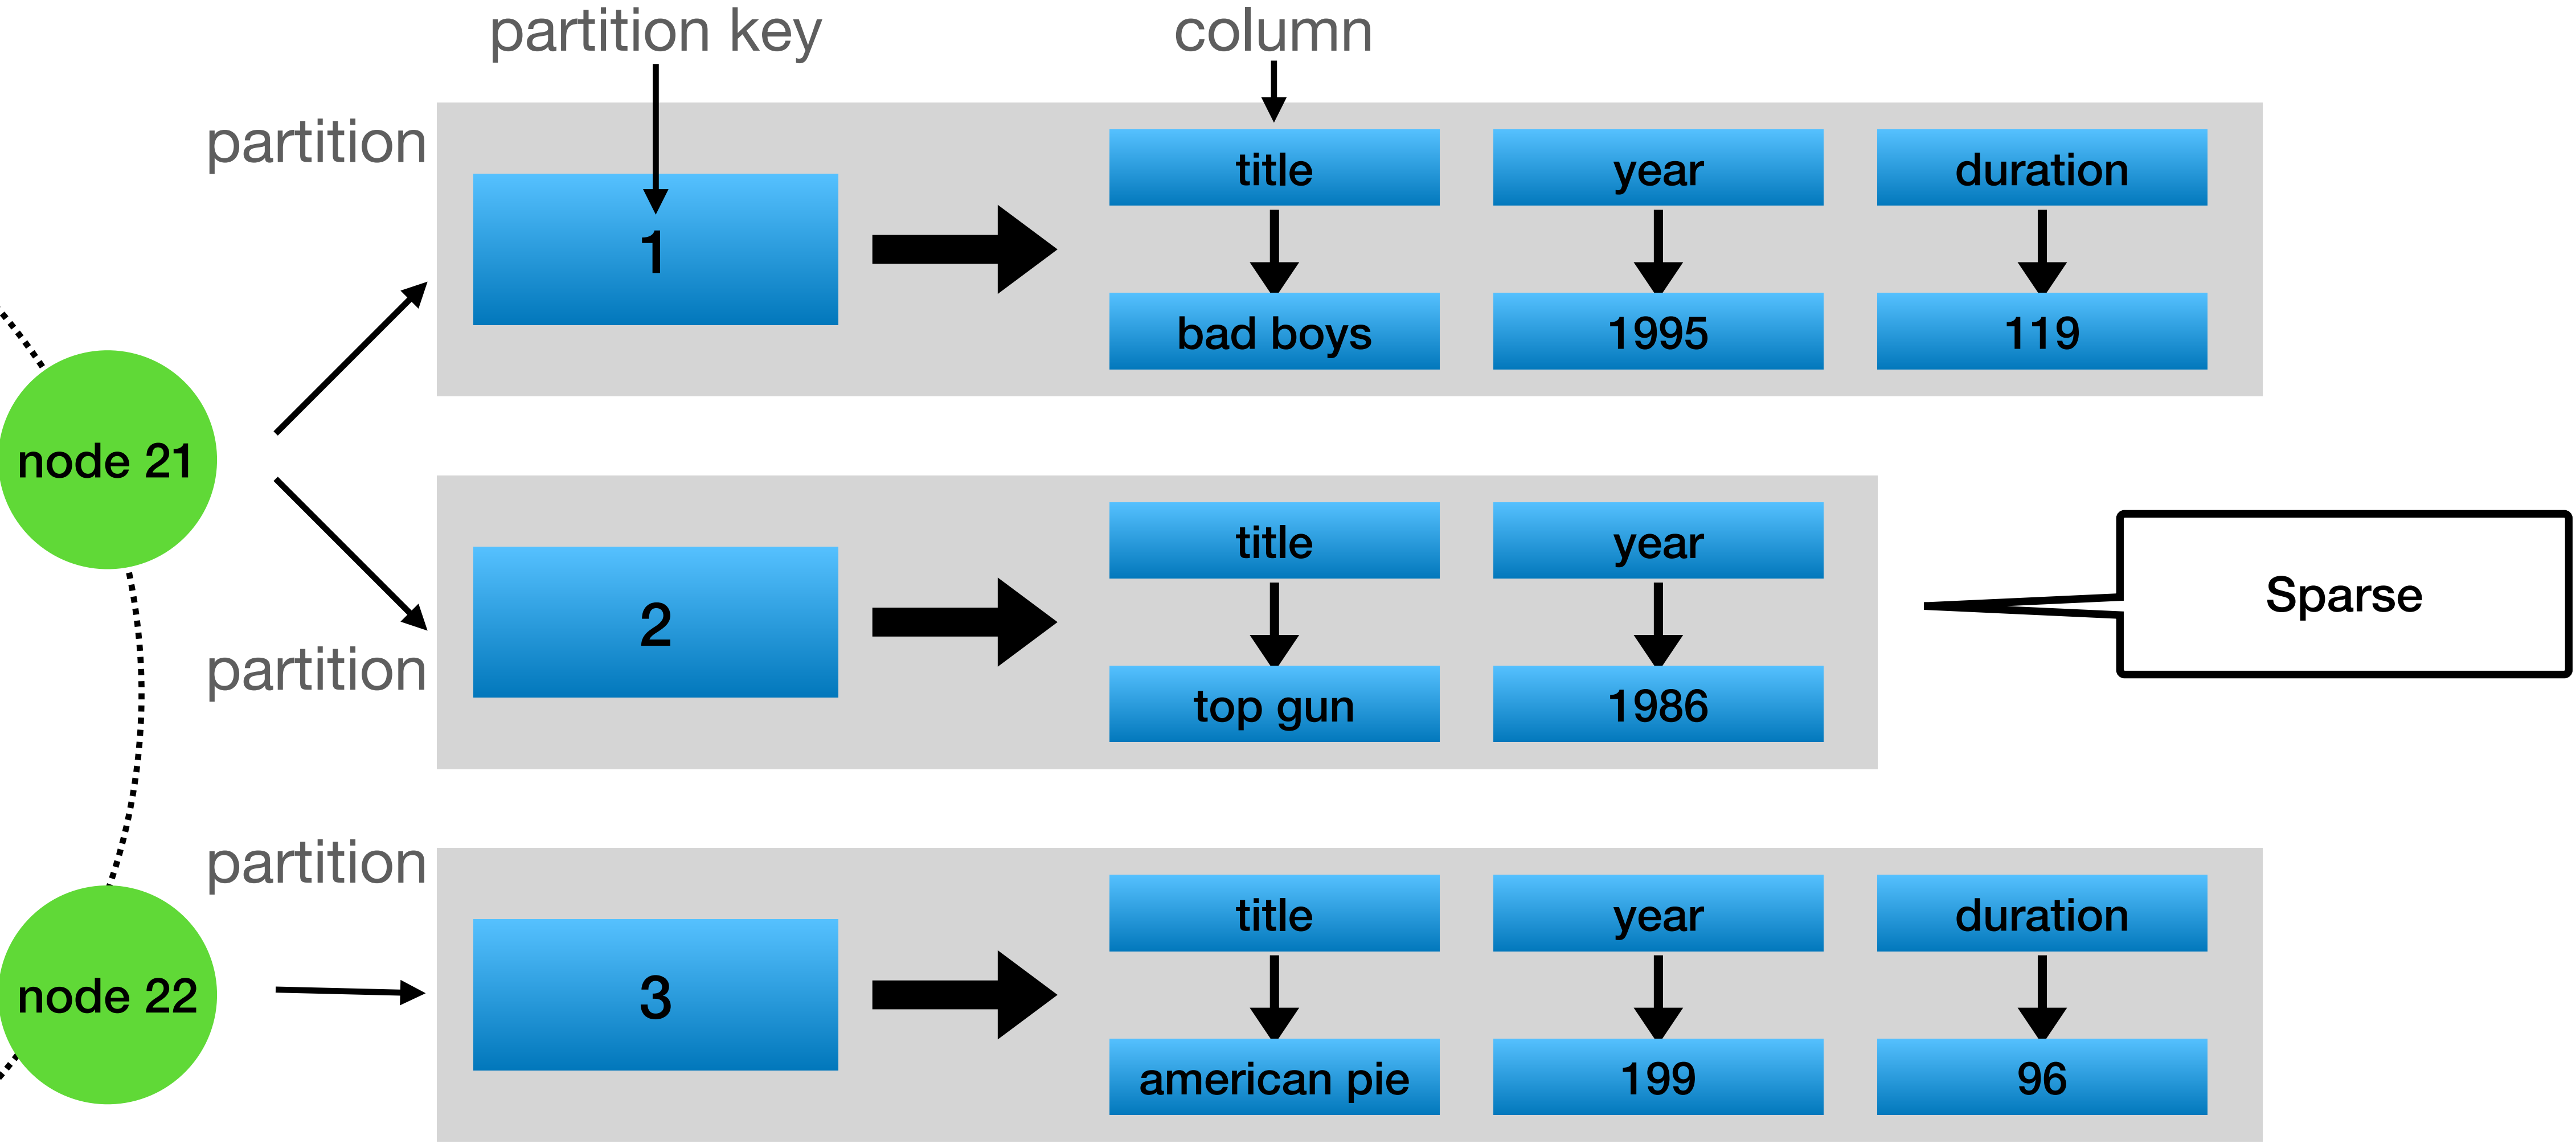 partition key
column
partition
1
title
year
duration
bad boys
1995
119
node 21
2
title
year
top gun
1986
Sparse
partition
partition
node 22
3
title
year
duration
american pie
199
96